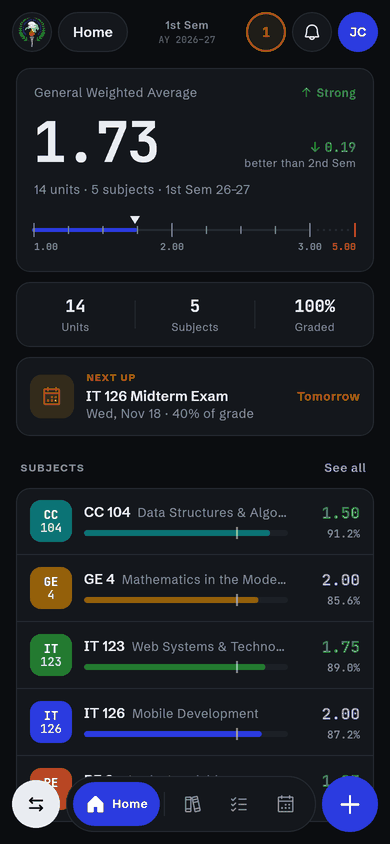 Home
1st Sem
AY 2026-27
1
JC
General Weighted Average
↑ Strong
1.73
↓ 0.19
better than 2nd Sem
14 units · 5 subjects · 1st Sem 26-27
1.00 2.00 3.00 5.00
14 5 100%
Units Subjects Graded
NEXT UP
IT 126 Midterm Exam
Tomorrow
Wed, Nov 18 · 40% of grade
SUBJECTS
See all
CC 104
CC 104 Data Structures & Algo...
1.50
91.2%
GE 4
GE 4 Mathematics in the Mode...
2.00
85.6%
IT 123
IT 123 Web Systems & Techno...
1.75
89.0%
IT 126
IT 126 Mobile Development
2.00
87.2%
PE
Home